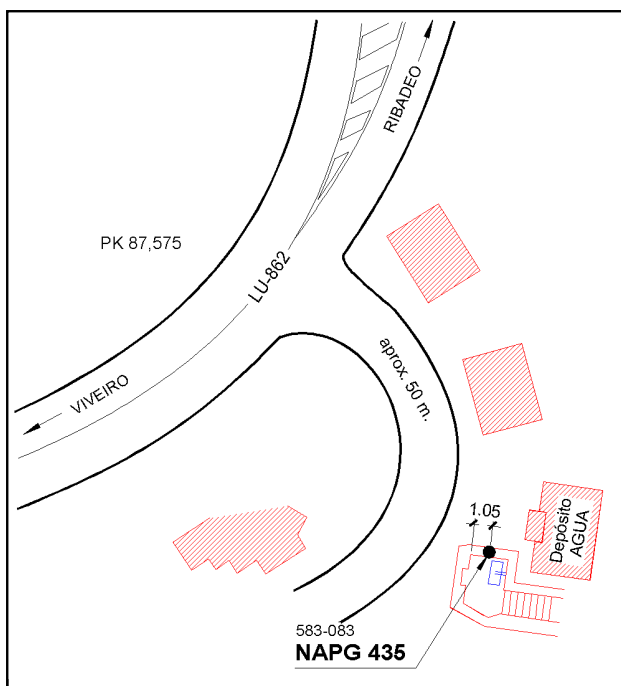 RIBADEO
PK 87,575
LU-862
aprox. 50 m.
VIVEIRO
1.05
Depósito
AGUA
583-083
NAPG 435